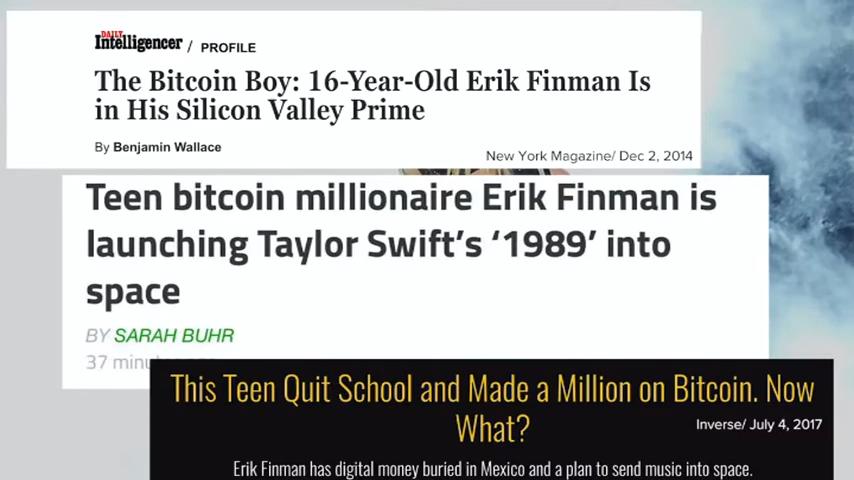 DAILY
Intelligencer / PROFILE
The Bitcoin Boy: 16-Year-Old Erik Finman Is
in His Silicon Valley Prime
By Benjamin Wallace
New York Magazine/ Dec 2, 2014
Teen bitcoin millionaire Erik Finman is
launching Taylor Swift's ‘1989’ into
space
BY SARAH BUHR
37 minutes ago
This Teen Quit School and Made a Million on Bitcoin. Now
What?
Inverse/ July 4, 2017
Erik Finman has digital money buried in Mexico and a plan to send music into space.